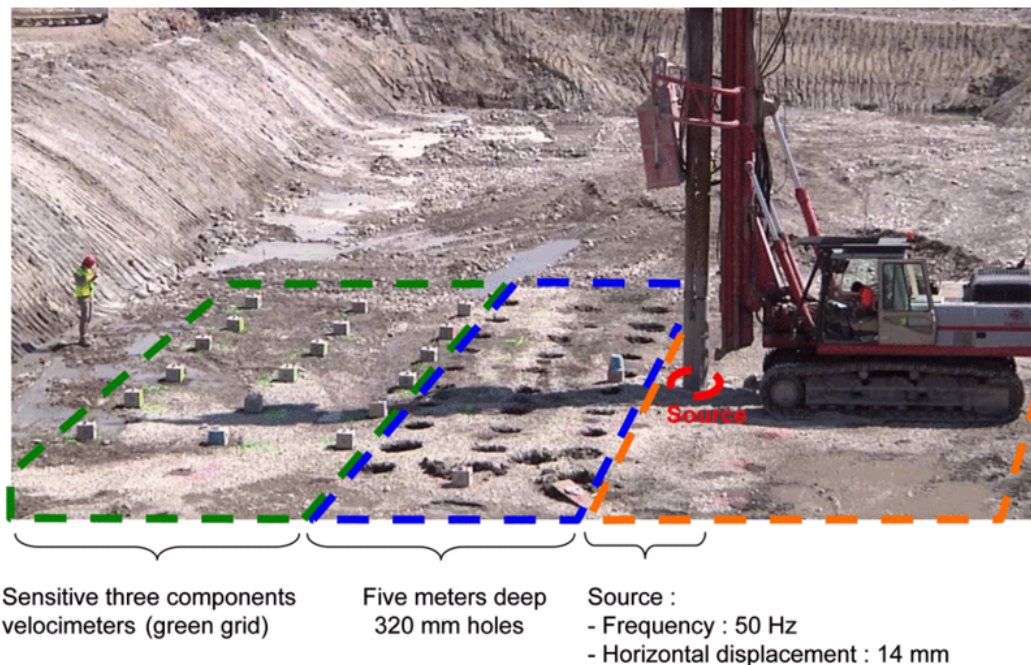 Source
Sensitive three components
velocimeters (green grid)
Five meters deep
320 mm holes
Source :
- Frequency : 50 Hz
- Horizontal displacement : 14 mm